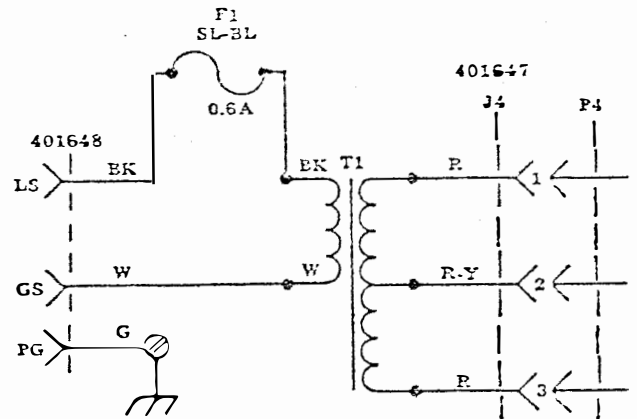 F1
SL-BL
0.6A
401647
J4
P4
401648
LS
BK
BK
T1
R
1
GS
W
W
R-Y
2
PG
G
R
3